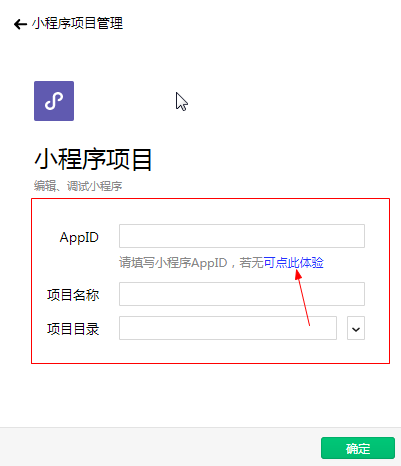 小程序项目管理
小程序项目
编辑、调试小程序
AppID
请填写小程序AppID，若无可点此体验
项目名称
项目目录
确定